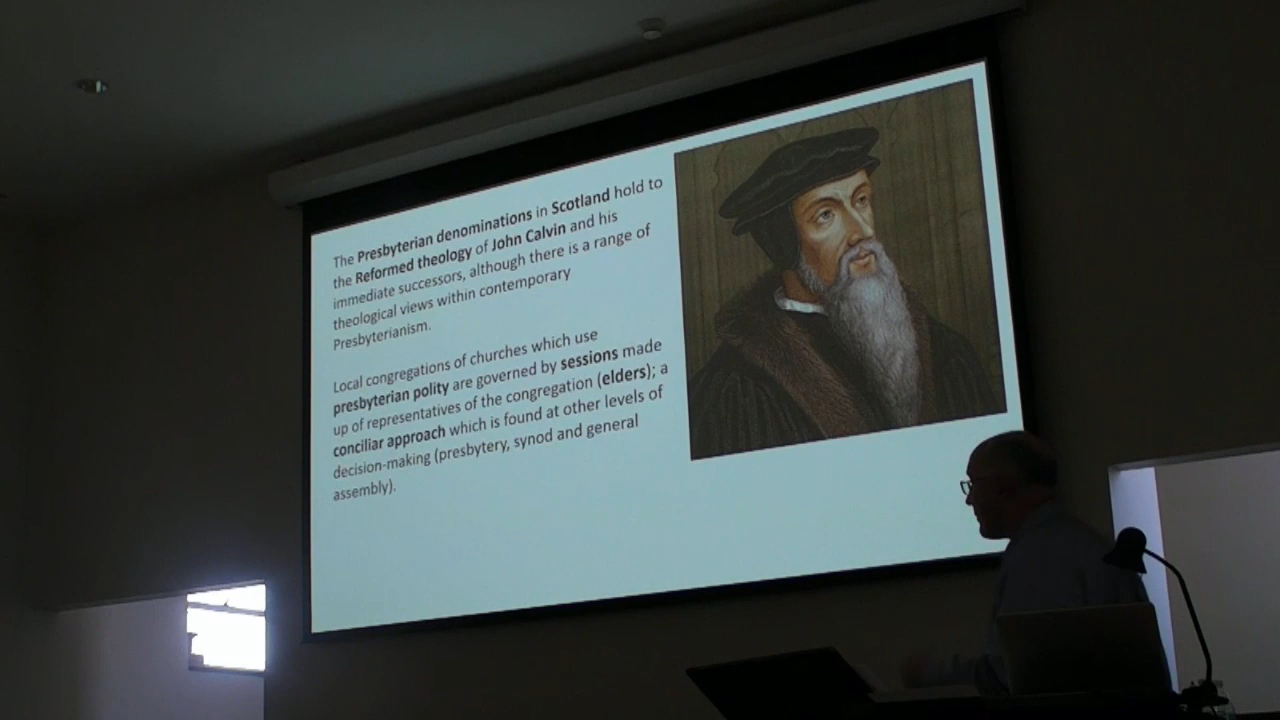 The Presbyterian denominations in Scotland hold to
the Reformed theology of John Calvin and his
immediate successors, although there is a range of
theological views within contemporary
Presbyterianism.
Local congregations of churches which use
presbyterian polity are governed by sessions made
up of representatives of the congregation (elders); a
conciliar approach which is found at other levels of
decision-making (presbytery, synod and general
assembly).